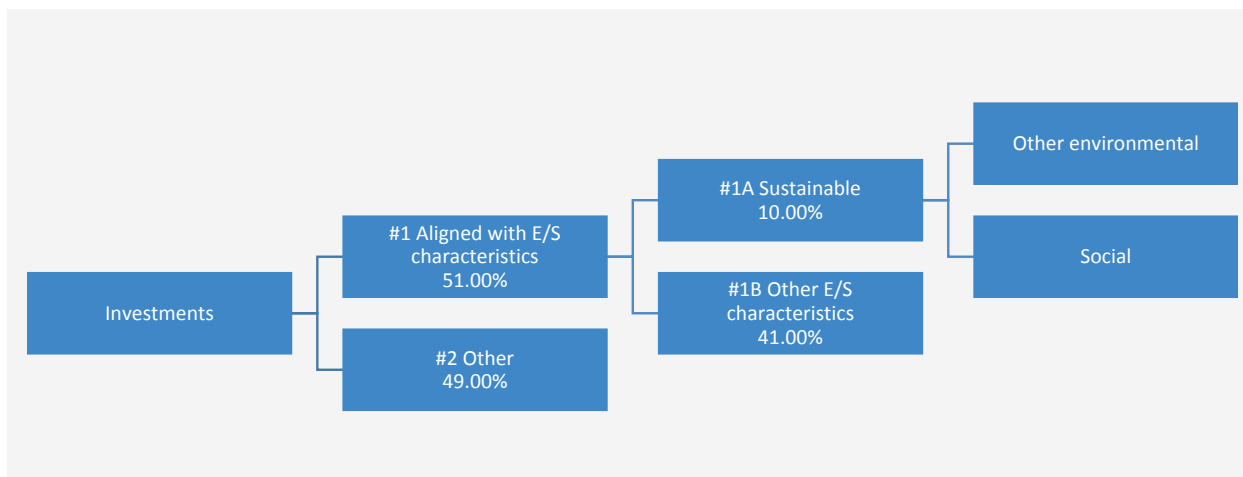 Investments
#1 Aligned with E/S
characteristics
51.00%
#2 Other
49.00%
#1A Sustainable
10.00%
#1B Other E/S
characteristics
41.00%
Other environmental
Social